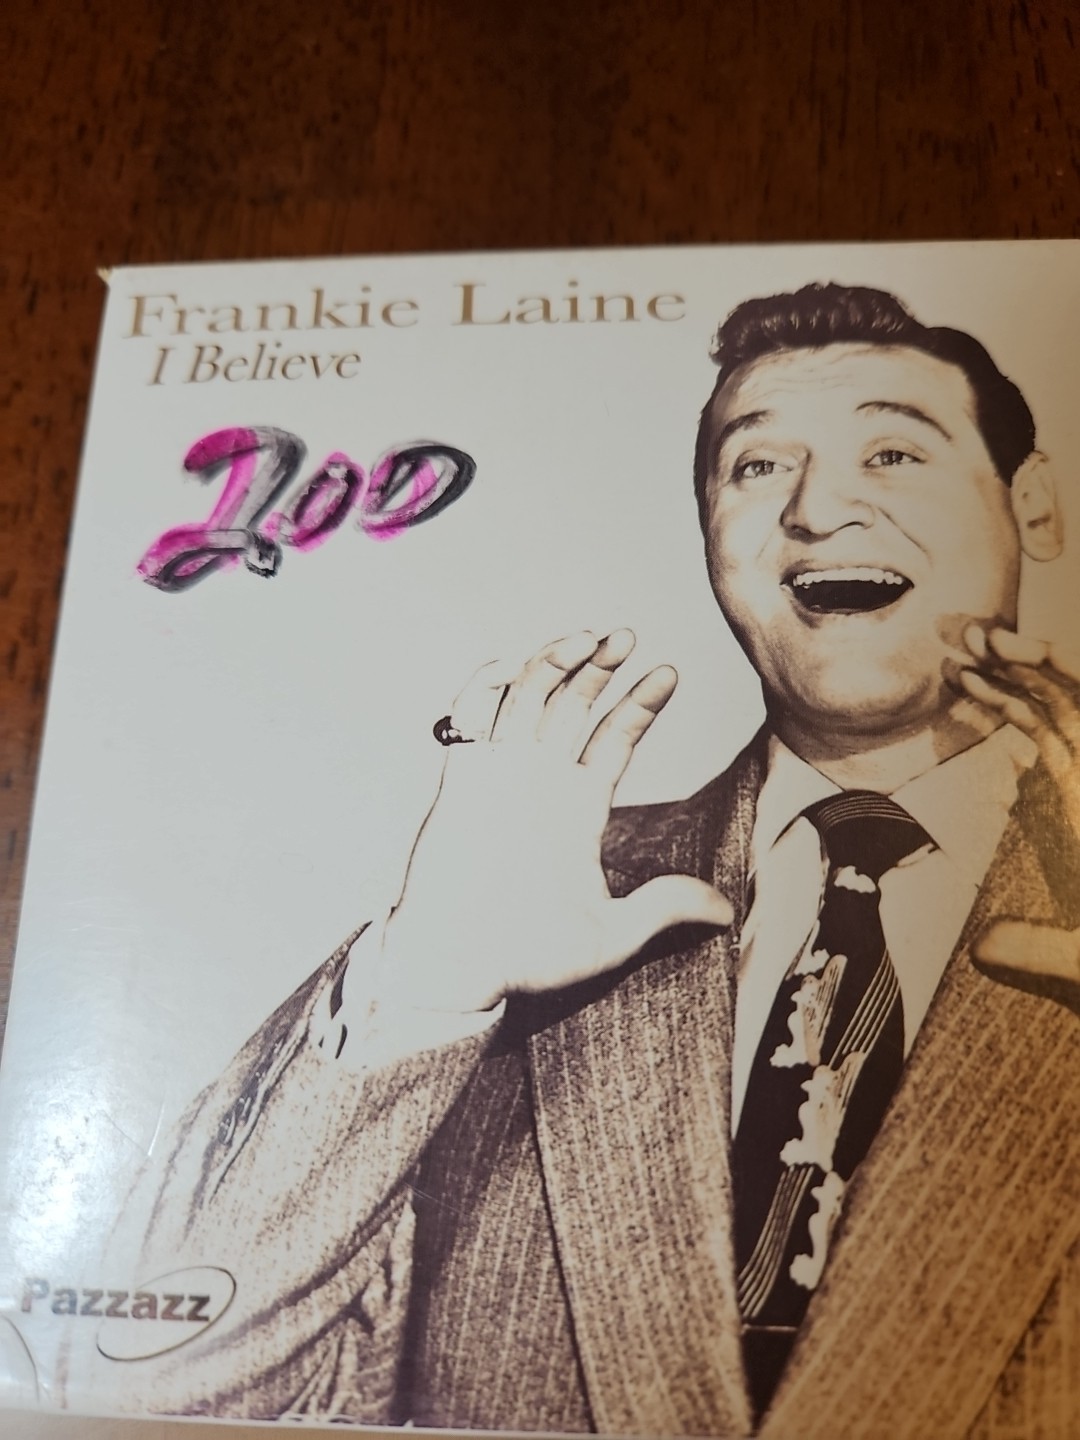 Frankie Laine
I Believe
2.00
Pazzazz